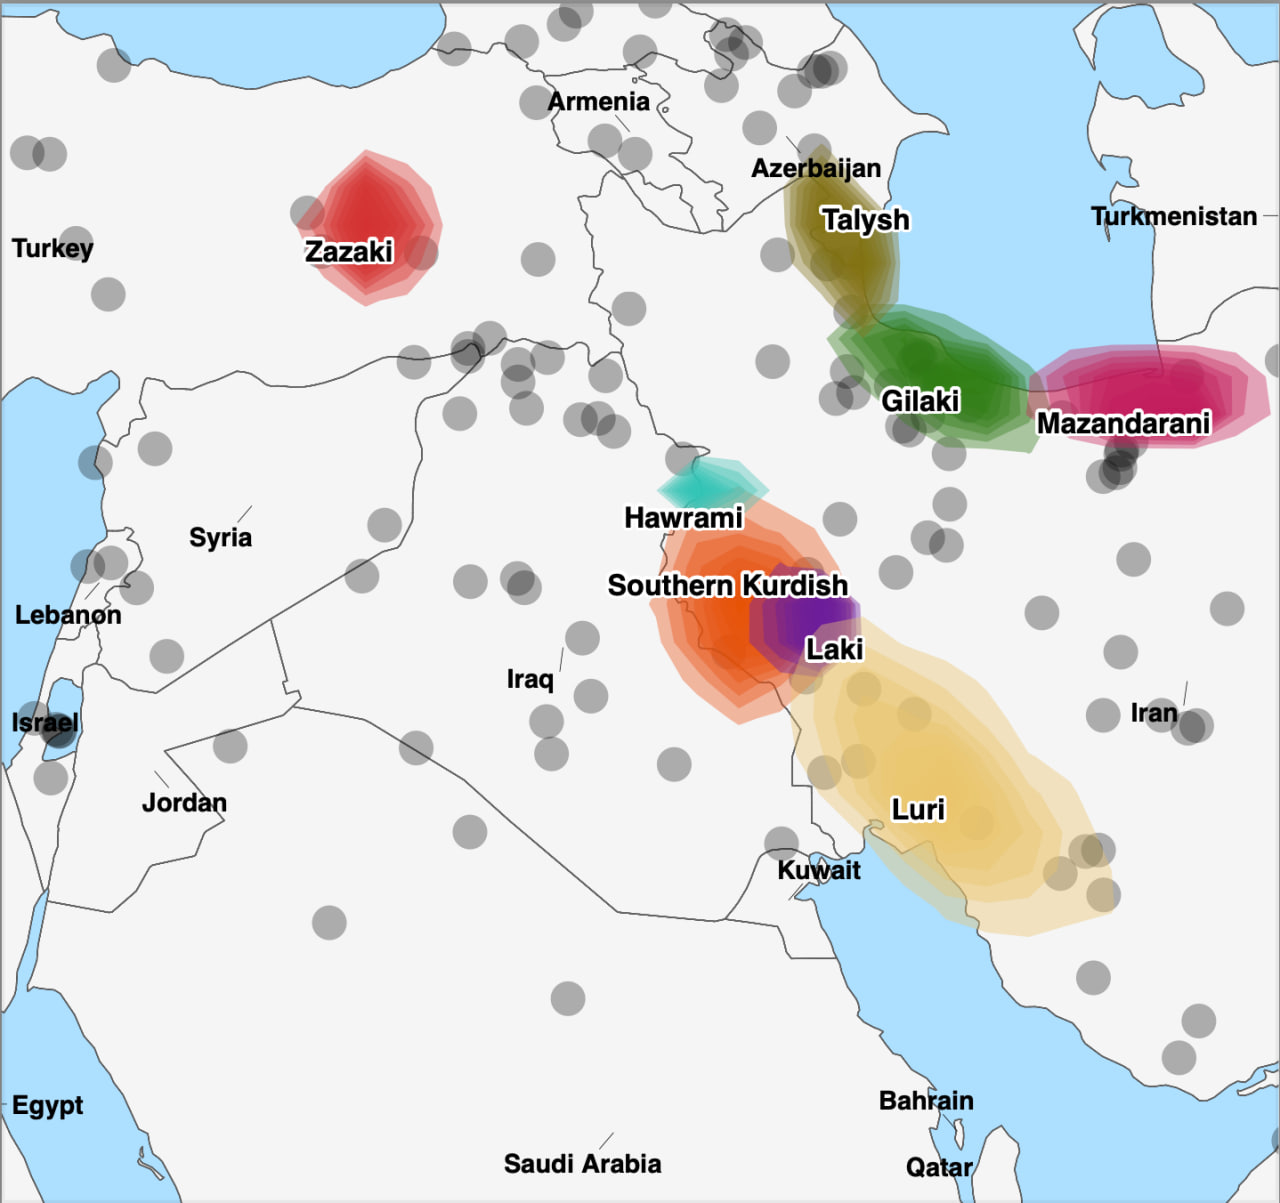 Armenia
Azerbaijan
Talysh
Turkmenistan
Turkey
Zazaki
Gilaki
Mazandarani
Hawrami
Syria
Southern Kurdish
Lebanon
Laki
Iraq
Iran
Israel
Jordan
Luri
Kuwait
Bahrain
Egypt
Saudi Arabia
Qatar